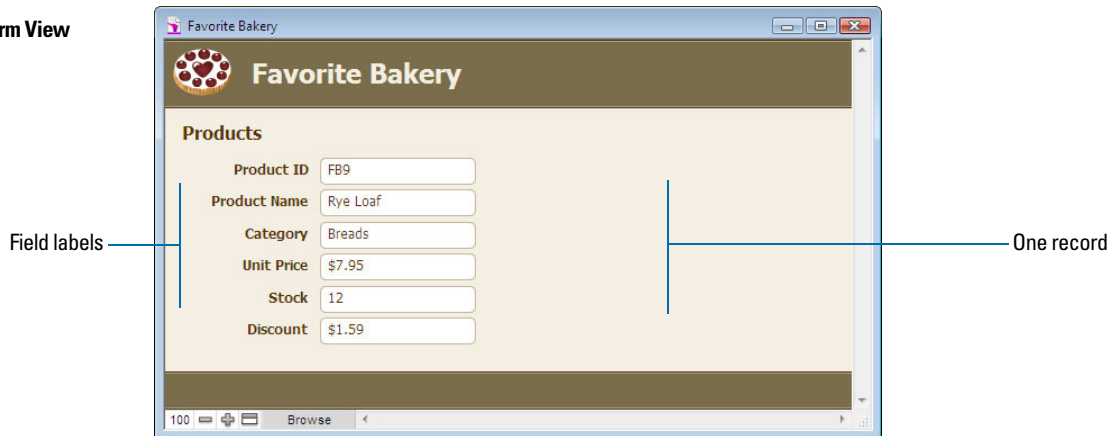 rm View
Favorite Bakery
Favorite Bakery
Products
Product ID FB9
Product Name Rye Loaf
Category Breads
Unit Price $7.95
Stock 12
Discount $1.59
Field labels
One record
100 Browse